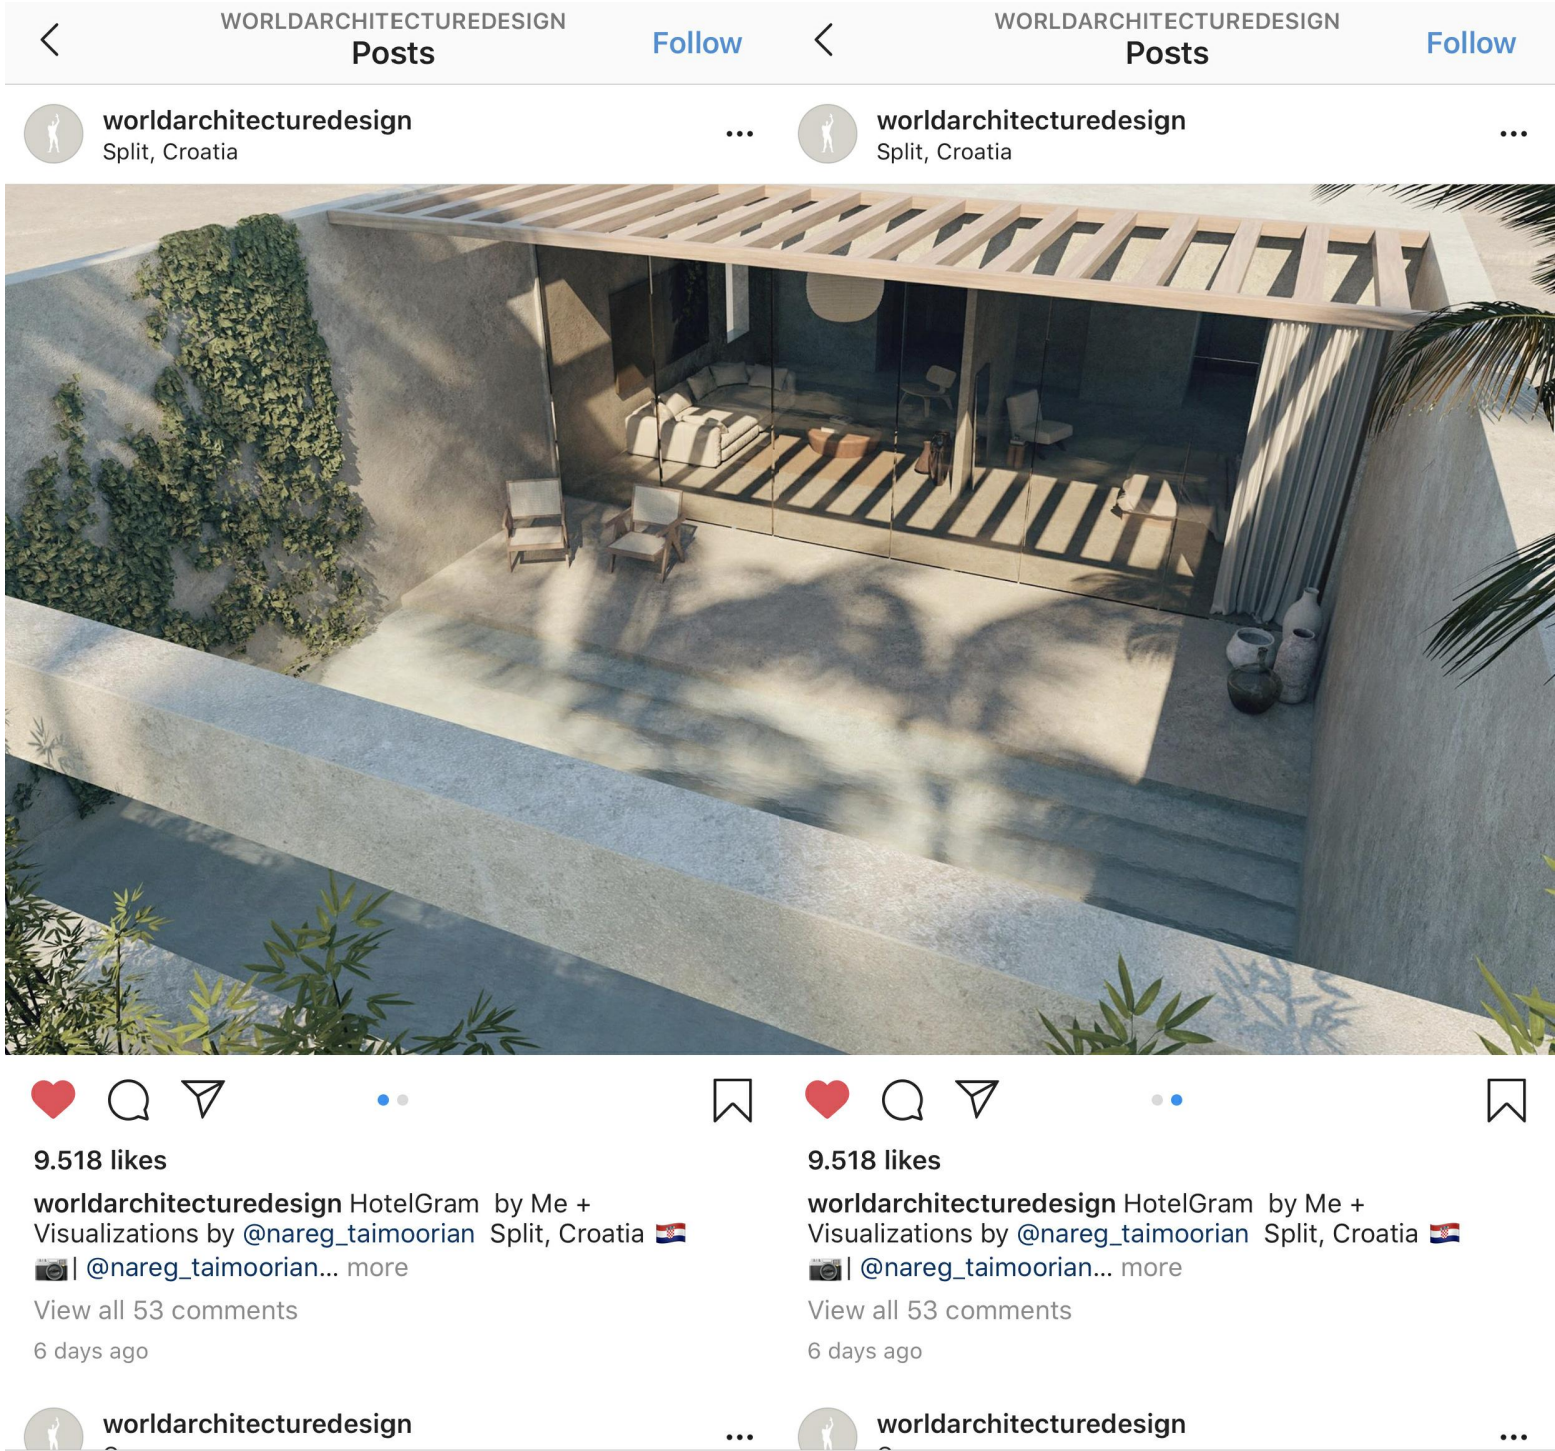 WORLDARCHITECTUREDESIGN
Posts
Follow
worldarchitecturedesign
Split, Croatia
9.518 likes
worldarchitecturedesign HotelGram by Me +
Visualizations by @nareg_taimoorian Split, Croatia 🇭🇷
📷| @nareg_taimoorian... more
View all 53 comments
6 days ago
worldarchitecturedesign
WORLDARCHITECTUREDESIGN
Posts
Follow
worldarchitecturedesign
Split, Croatia
9.518 likes
worldarchitecturedesign HotelGram by Me +
Visualizations by @nareg_taimoorian Split, Croatia 🇭🇷
📷| @nareg_taimoorian... more
View all 53 comments
6 days ago
worldarchitecturedesign